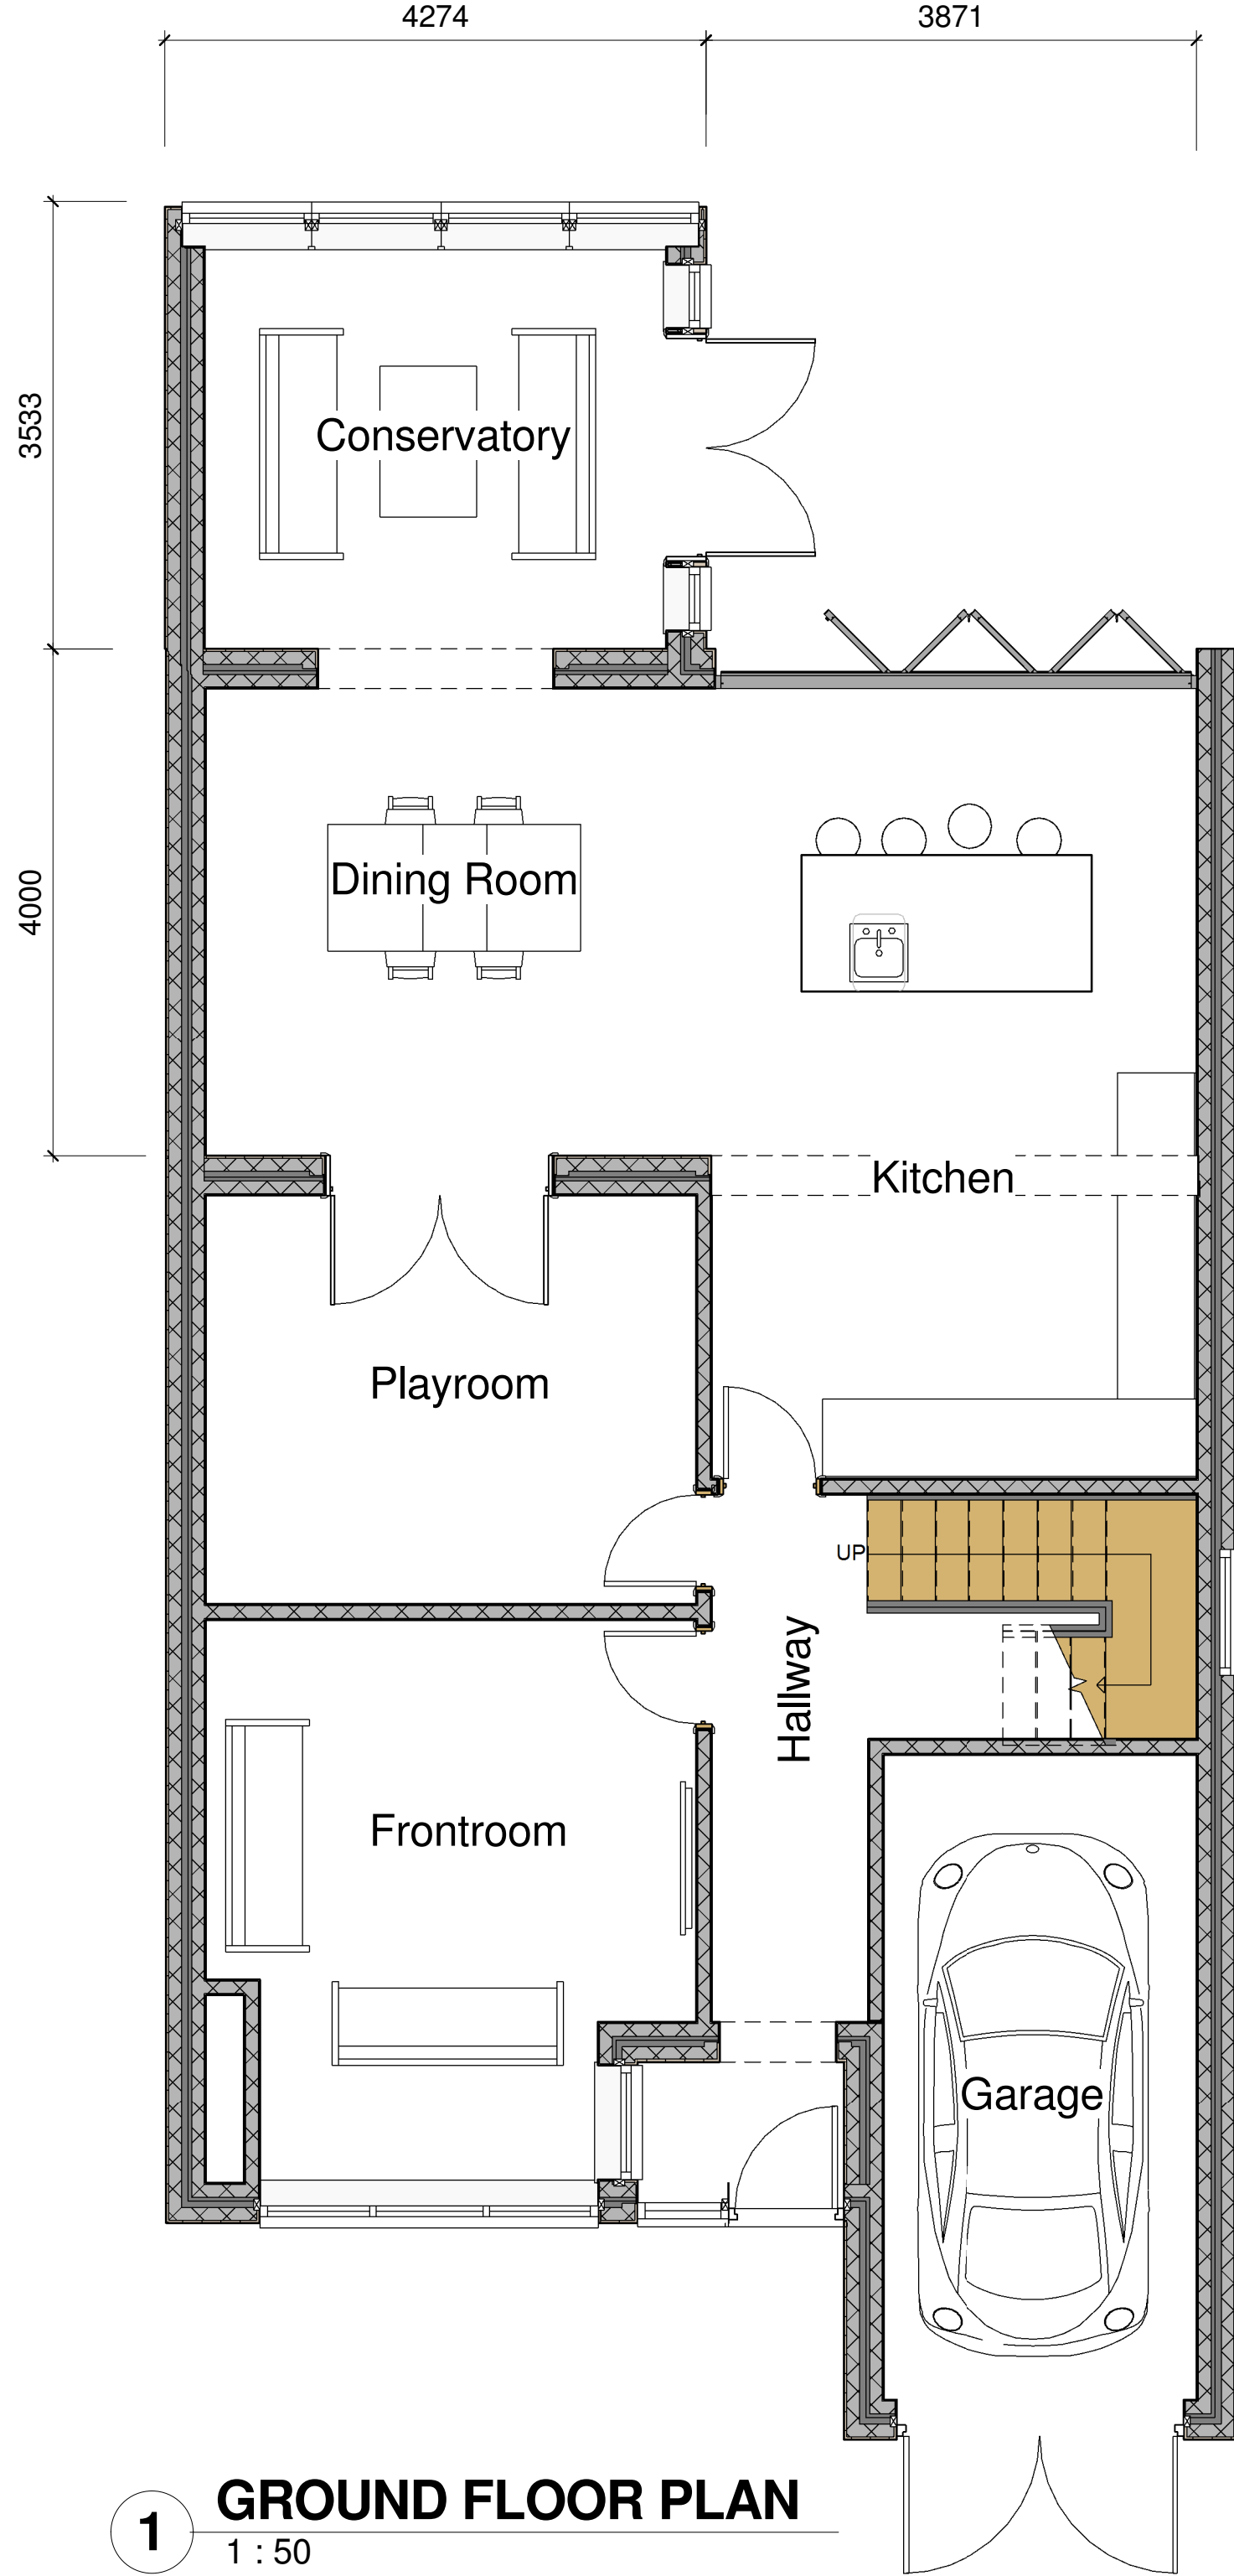 4274
3871
3533
Conservatory
4000
Dining Room
Kitchen
Playroom
UP
Hallway
Frontroom
Garage
1
GROUND FLOOR PLAN
1 : 50